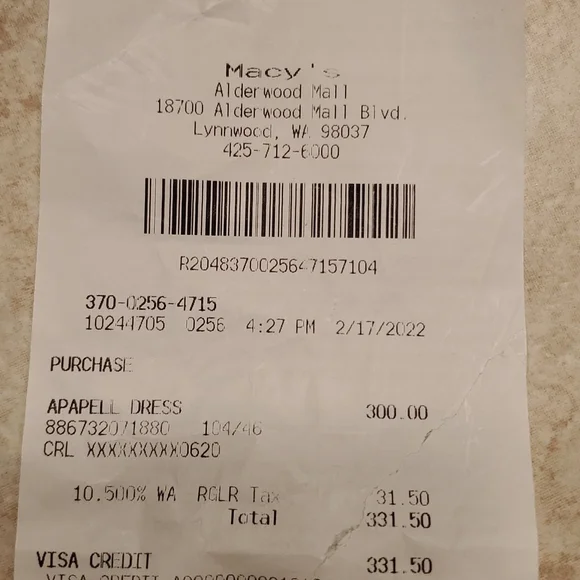 Macy's
Alderwood Mall
18700 Alderwood Mall Blvd.
Lynnwood, WA 98037
425-712-6000
R2048370025647157104
370-0256-4715
10244705 0256 4:27 PM 2/17/2022
PURCHASE
APAPELL DRESS 300.00
886732071880 104/46
CRL XXXXXXXXX0620
10.500% WA RGLR Tax 31.50
Total 331.50
VISA CREDIT 331.50
VISA CREDIT